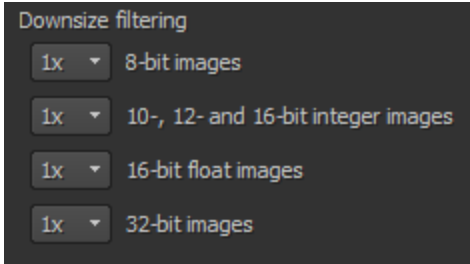 Downsize filtering
1x 8-bit images
1x 10-, 12- and 16-bit integer images
1x 16-bit float images
1x 32-bit images